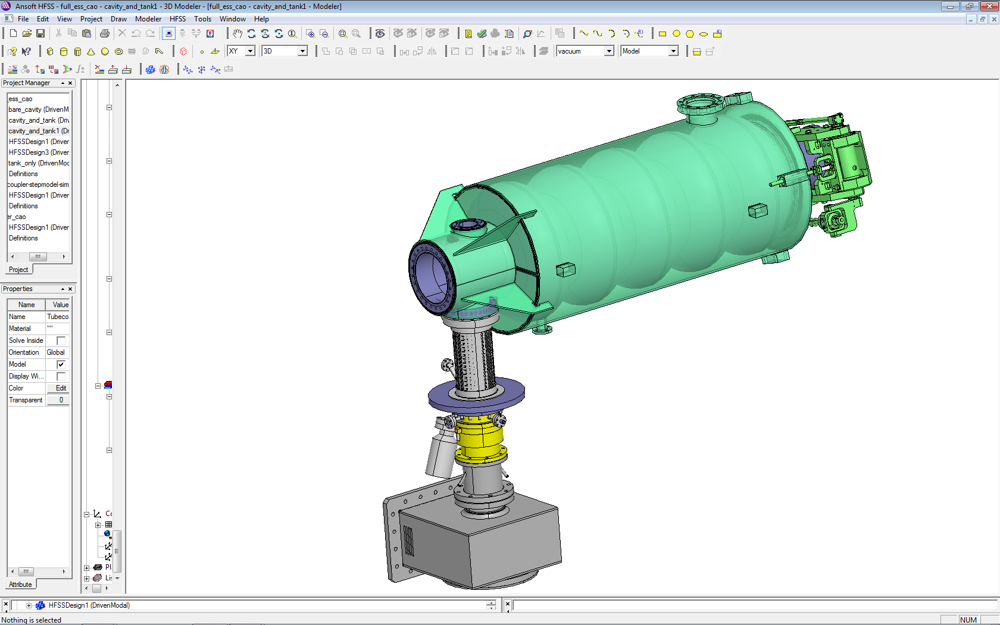 Ansoft HFSS - full_ess_cao - cavity_and_tank1 - 3D Modeler - [full_ess_cao - cavity_and_tank1 - Modeler]
File Edit View Project Draw Modeler HFSS Tools Window Help
XY 3D vacuum Model
Project Manager
_ess_cao
bare_cavity (DrivenM
cavity_and_tank (Driv
cavity_and_tank1 (Dr
HFSSDesign1 (Driver
HFSSDesign3 (Driver
tank_only (DrivenMoc
Definitions
coupler-stepmodel-sim
HFSSDesign1 (Driver
Definitions
er_cao
HFSSDesign1 (Driver
Definitions
Project
Properties
Name Value
Name Tubeco
Material ""
Solve Inside
Orientation Global
Model
Display Wi...
Color Edit
Transparent 0
Attribute
Co
Pl
Lis
HFSSDesign1 (DrivenModal)
Nothing is selected
NUM